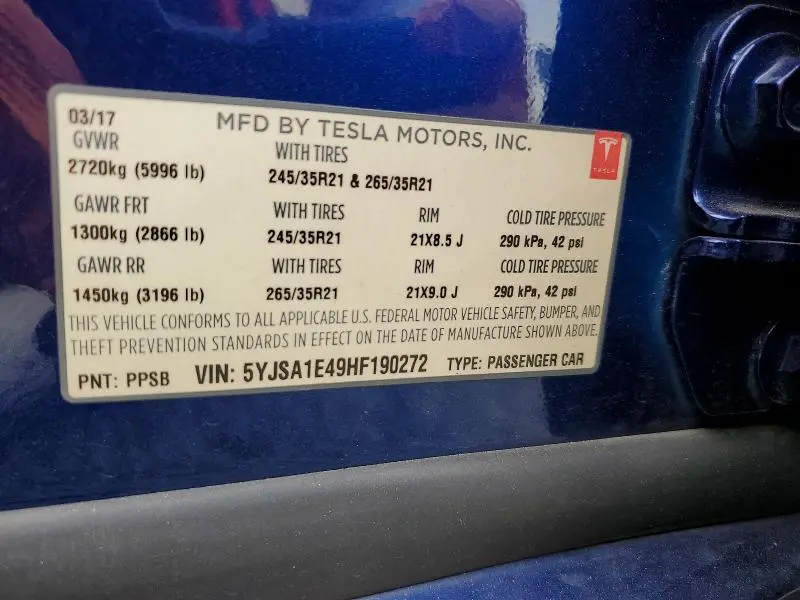 03/17 MFD BY TESLA MOTORS, INC.
GVWR WITH TIRES
2720kg (5996 lb) 245/35R21 & 265/35R21
TESLA
GAWR FRT WITH TIRES RIM COLD TIRE PRESSURE
1300kg (2866 lb) 245/35R21 21X8.5 J 290 kPa, 42 psi
GAWR RR WITH TIRES RIM COLD TIRE PRESSURE
1450kg (3196 lb) 265/35R21 21X9.0 J 290 kPa, 42 psi
THIS VEHICLE CONFORMS TO ALL APPLICABLE U.S. FEDERAL MOTOR VEHICLE SAFETY, BUMPER, AND
THEFT PREVENTION STANDARDS IN EFFECT ON THE DATE OF MANUFACTURE SHOWN ABOVE.
PNT: PPSB VIN: 5YJSA1E49HF190272 TYPE: PASSENGER CAR